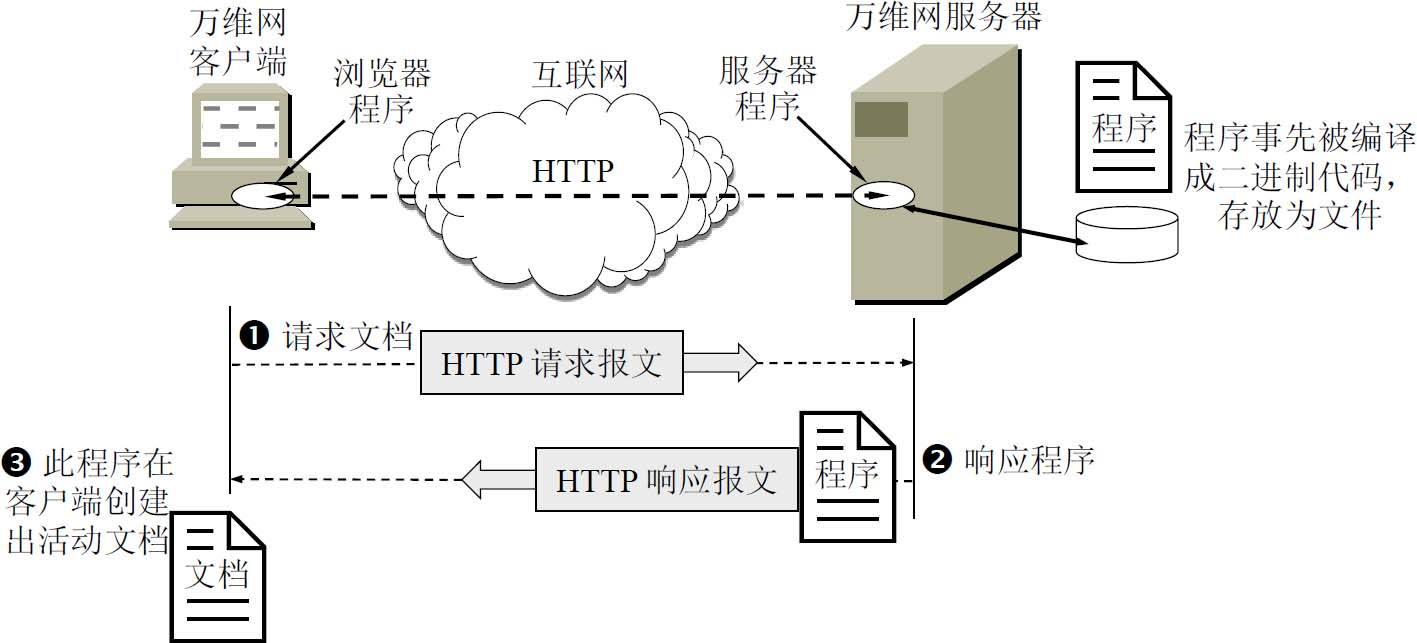 万维网
客户端
浏览器
程序
互联网
服务器
程序
万维网服务器
HTTP
程序
程序事先被编译
成二进制代码，
存放为文件
❶ 请求文档
HTTP 请求报文
❷ 响应程序
HTTP 响应报文
程序
❸ 此程序在
客户端创建
出活动文档
文档